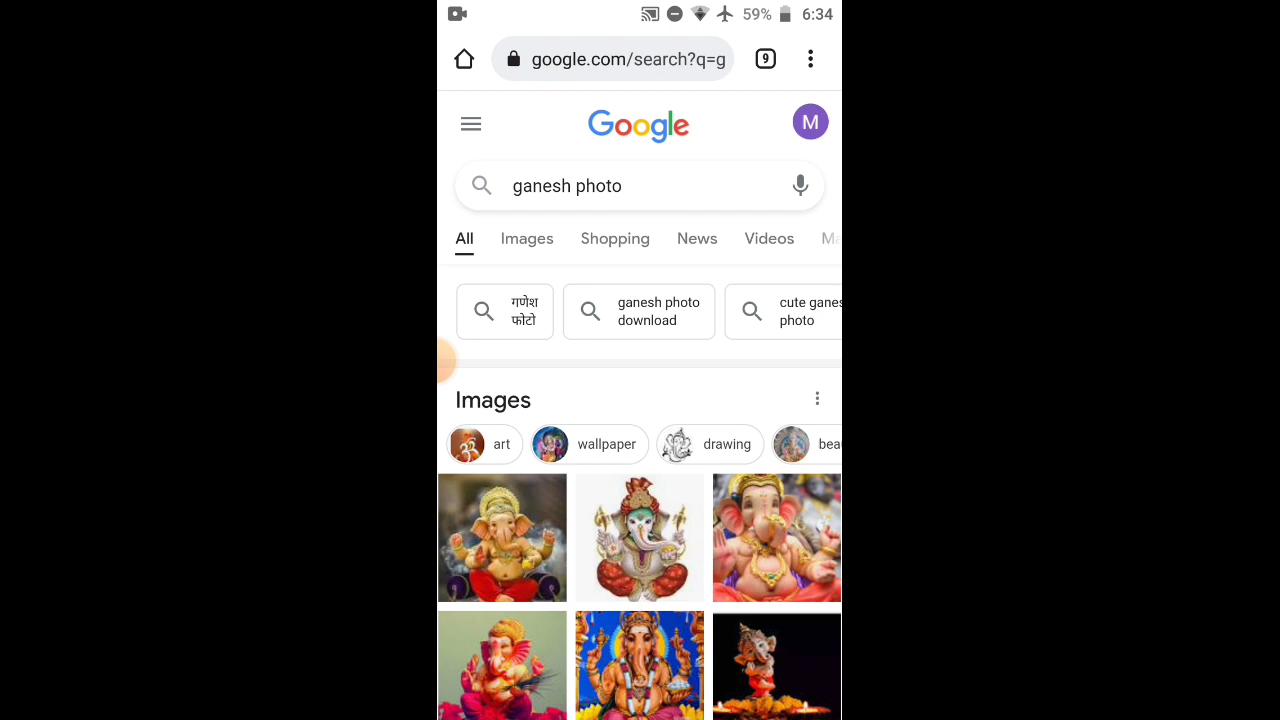 59% 6:34
google.com/search?q=g 9
Google M
ganesh photo
All Images Shopping News Videos
गणेश
फोटो
ganesh photo
download
cute
photo
Images
art wallpaper drawing